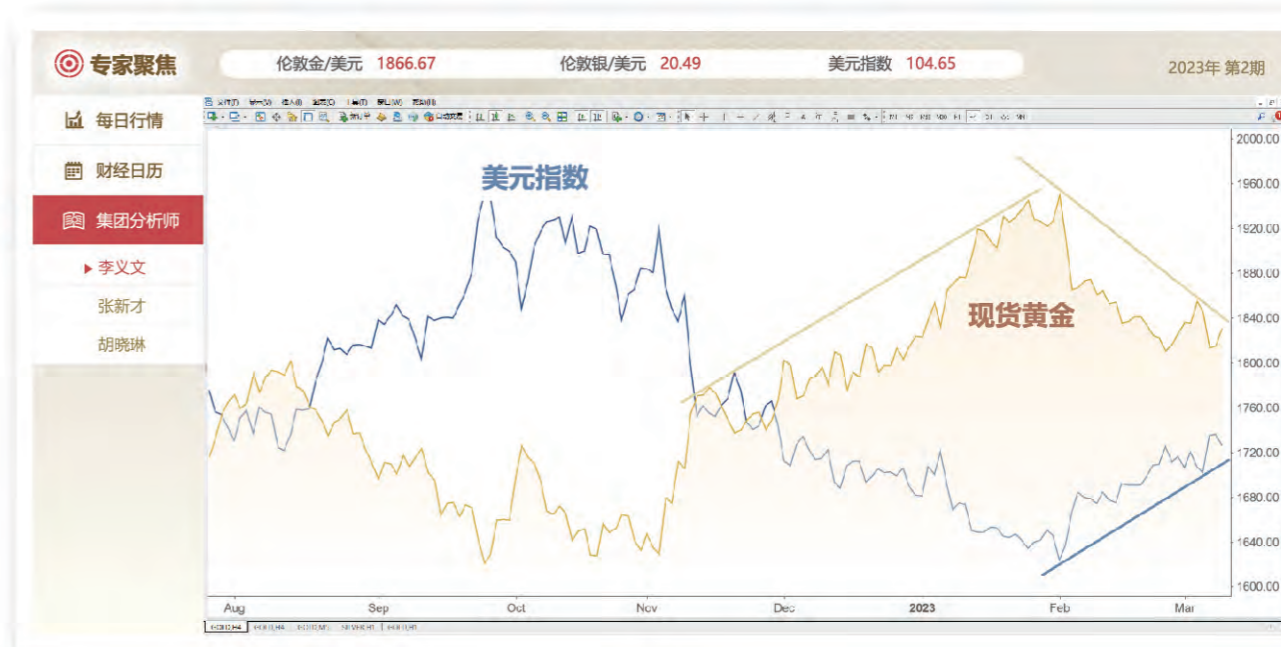 专家聚焦
伦敦金/美元 1866.67
伦敦银/美元 20.49
美元指数 104.65
2023年 第2期
每日行情
财经日历
集团分析师
李义文
张新才
胡晓琳
美元指数
现货黄金
2000.00
1960.00
1920.00
1880.00
1840.00
1800.00
1760.00
1720.00
1680.00
1640.00
1600.00
Aug Sep Oct Nov Dec 2023 Feb Mar